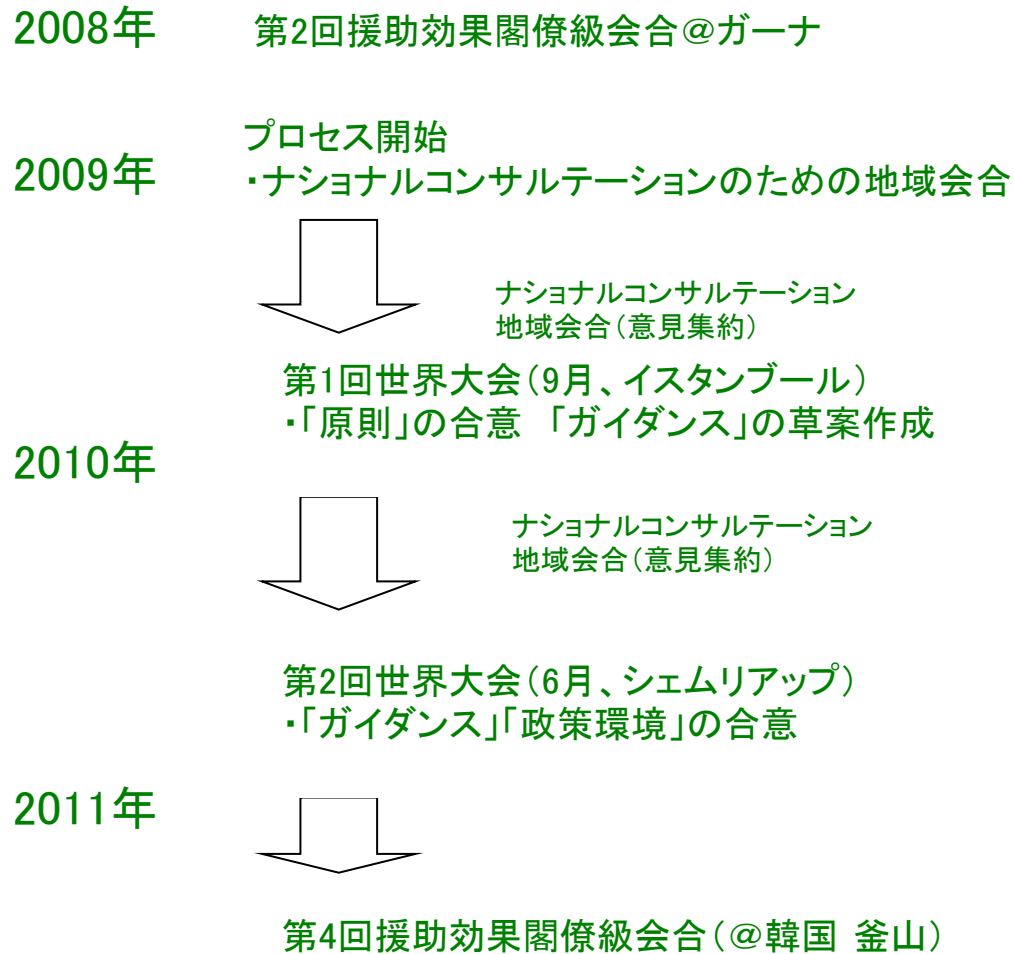 2008年 第2回援助効果閣僚級会合@ガーナ
プロセス開始
2009年 ・ナショナルコンサルテーションのための地域会合
ナショナルコンサルテーション
地域会合(意見集約)
第1回世界大会(9月、イスタンブール)
・「原則」の合意 「ガイダンス」の草案作成
2010年
ナショナルコンサルテーション
地域会合(意見集約)
第2回世界大会(6月、シェムリアップ)
・「ガイダンス」「政策環境」の合意
2011年
第4回援助効果閣僚級会合(@韓国 釜山)